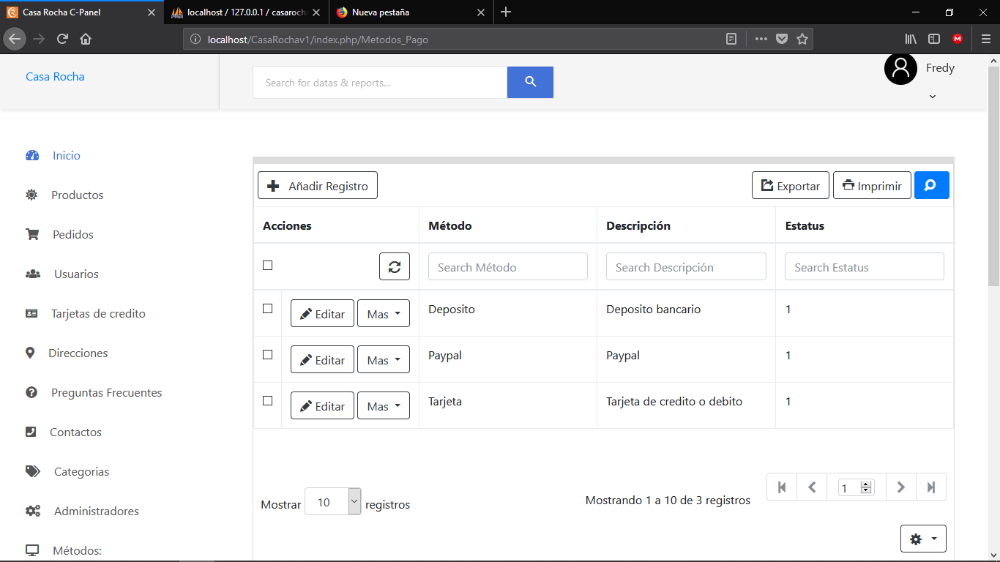 Casa Rocha C-Panel
localhost / 127.0.0.1 / casarocha
Nueva pestaña
localhost/CasaRochav1/index.php/Metodos_Pago
Casa Rocha
Search for datas & reports...
Fredy
Inicio
Productos
Pedidos
Usuarios
Tarjetas de credito
Direcciones
Preguntas Frecuentes
Contactos
Categorias
Administradores
Métodos:
Añadir Registro
Exportar
Imprimir
Acciones Método Descripción Estatus
Search Método Search Descripción Search Estatus
Editar Mas Deposito Deposito bancario 1
Editar Mas Paypal Paypal 1
Editar Mas Tarjeta Tarjeta de credito o debito 1
Mostrar 10 registros
Mostrando 1 a 10 de 3 registros
1